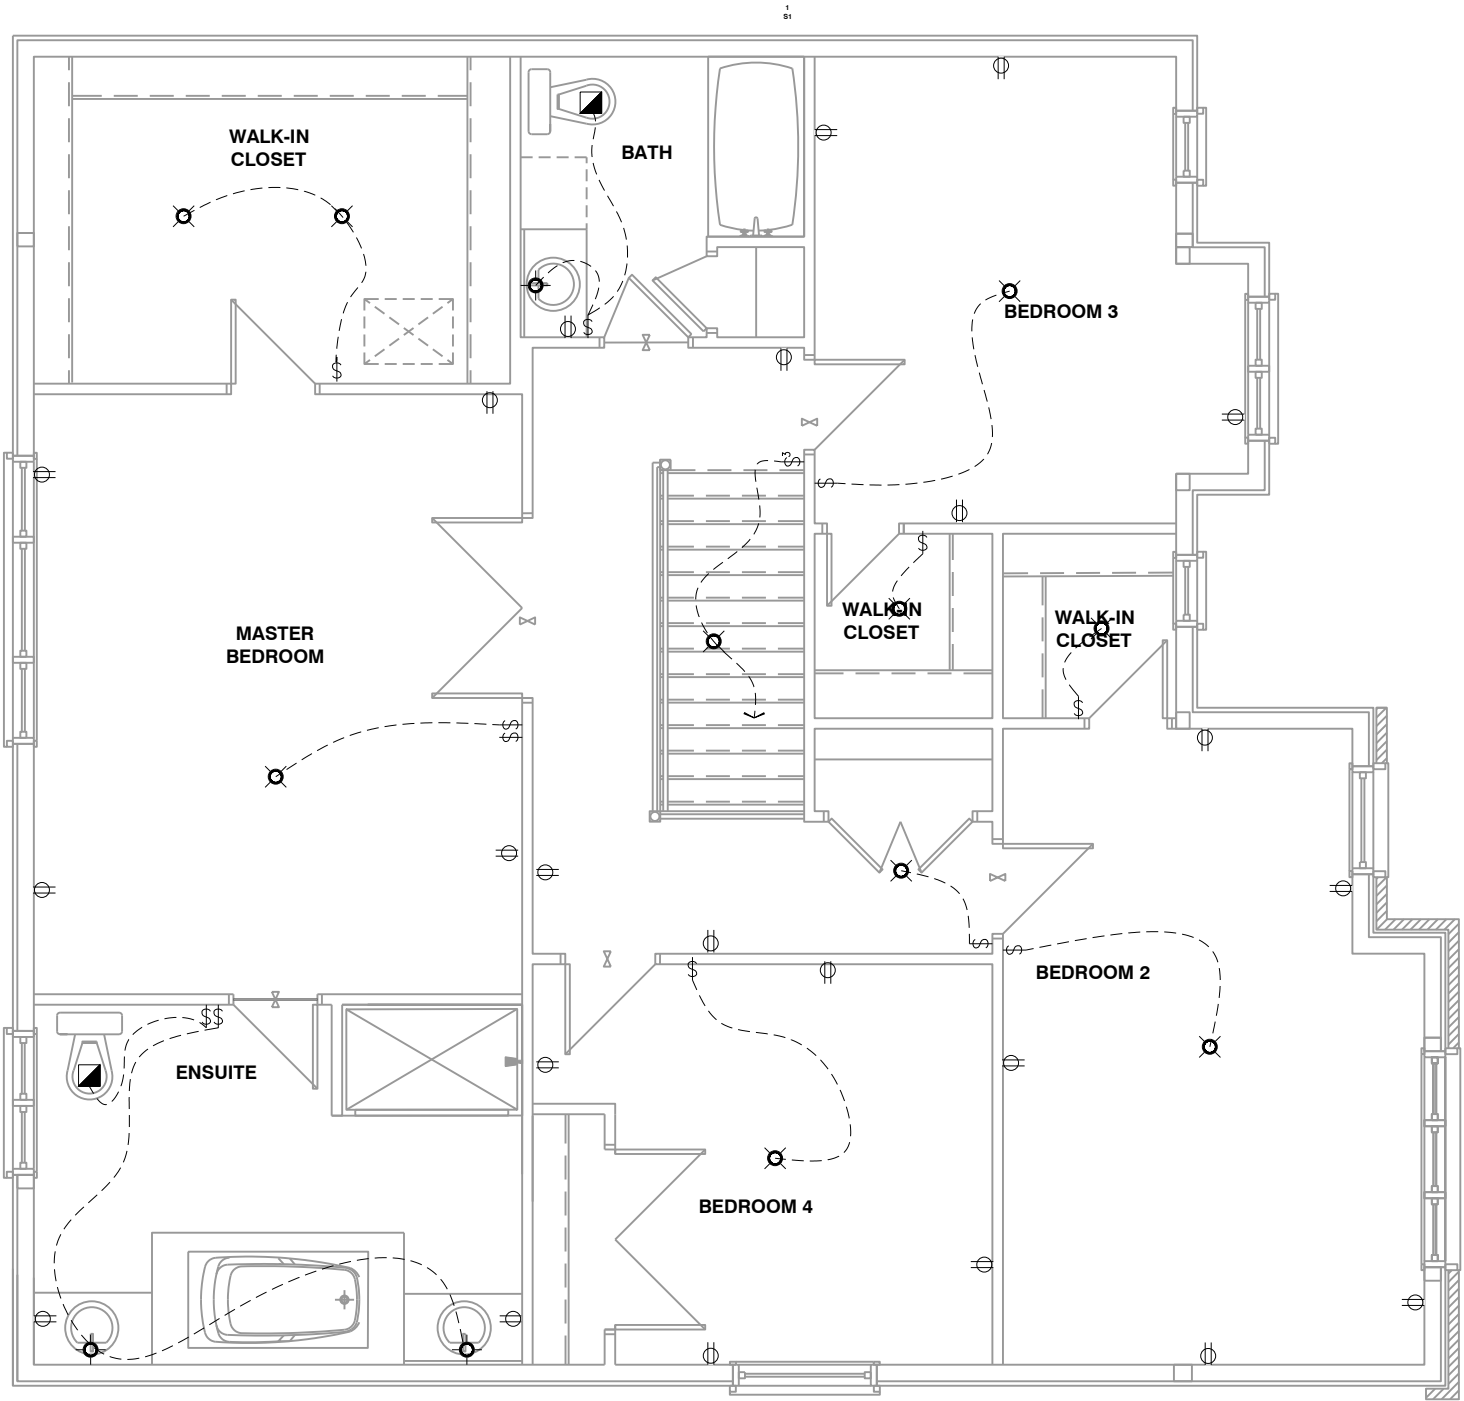 1
S1
WALK-IN
CLOSET
BATH
BEDROOM 3
$
$
$3
$
$
WALK-IN
CLOSET
WALK-IN
CLOSET
MASTER
BEDROOM
$
$
$
$
$
BEDROOM 2
$
$$
ENSUITE
BEDROOM 4